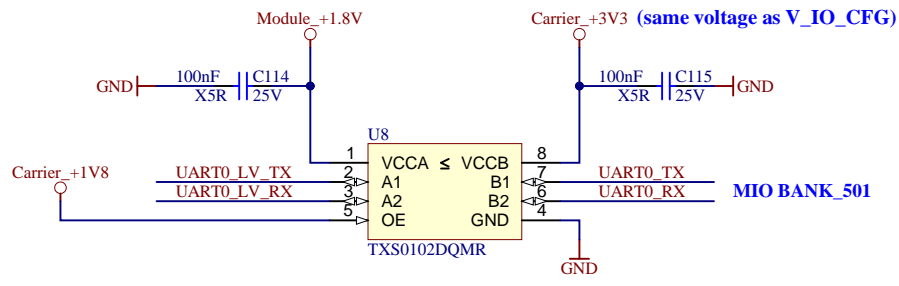 Module_+1.8V
Carrier_+3V3 (same voltage as V_IO_CFG)
GND 100nF C114
X5R 25V
100nF C115 GND
X5R 25V
U8
1 VCCA ≤ VCCB 8
Carrier_+1V8
UART0_LV_TX 2 A1 B1 7 UART0_TX
UART0_LV_RX 3 A2 B2 6 UART0_RX
MIO BANK_501
5 OE GND 4
TXS0102DQMR
GND